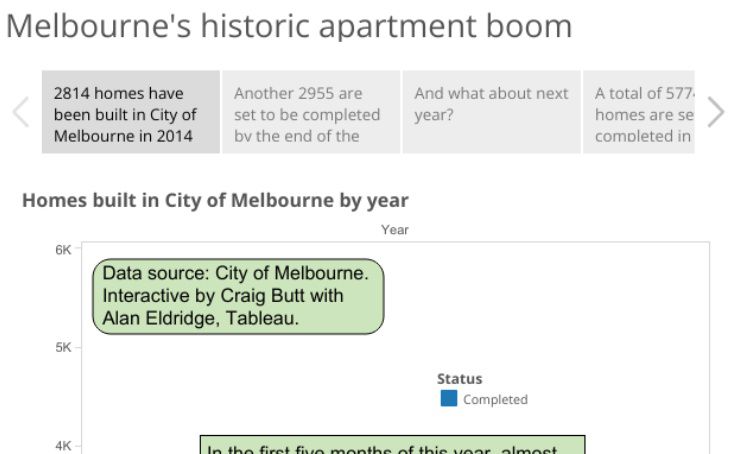 Melbourne's historic apartment boom
2814 homes have
been built in City of
Melbourne in 2014
Another 2955 are
set to be completed
by the end of the
And what about next
year?
A total of 577
homes are se
completed in
Homes built in City of Melbourne by year
Year
6K
Data source: City of Melbourne.
Interactive by Craig Butt with
Alan Eldridge, Tableau.
5K
Status
Completed
4K
In the first five months of this year, almost